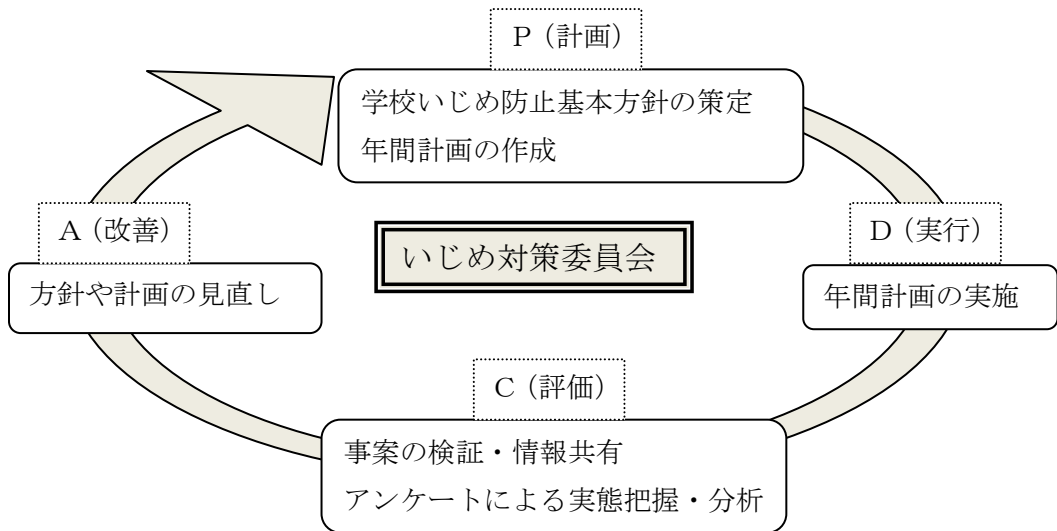 P（計画）
学校いじめ防止基本方針の策定
年間計画の作成
A（改善）
方針や計画の見直し
いじめ対策委員会
D（実行）
年間計画の実施
C（評価）
事案の検証・情報共有
アンケートによる実態把握・分析